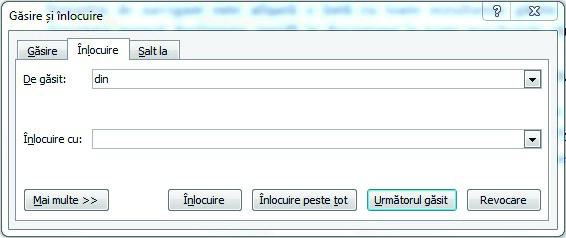 Găsire și înlocuire
Găsire
Înlocuire
Salt la
De găsit:
din
Înlocuire cu:
Mai multe >>
Înlocuire
Înlocuire peste tot
Următorul găsit
Revocare